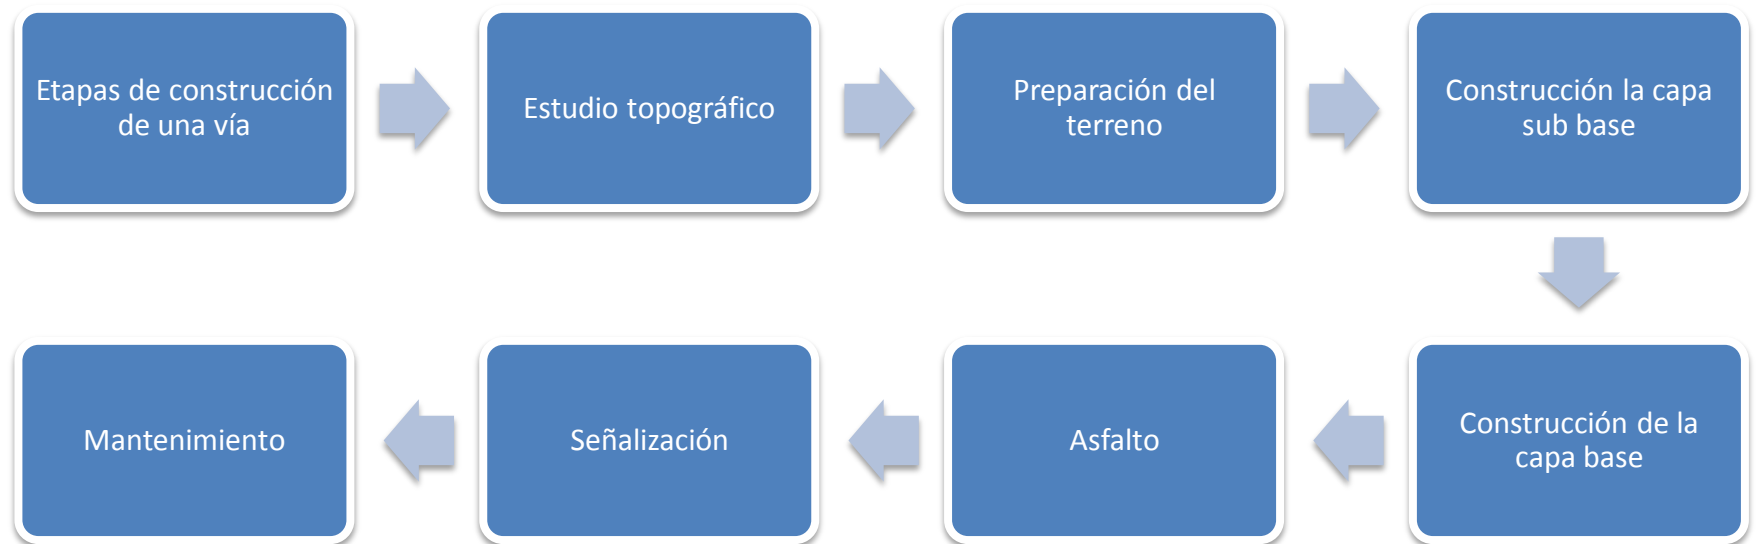 Etapas de construcción
de una vía
Estudio topográfico
Preparación del
terreno
Construcción la capa
sub base
Construcción de la
capa base
Asfalto
Señalización
Mantenimiento